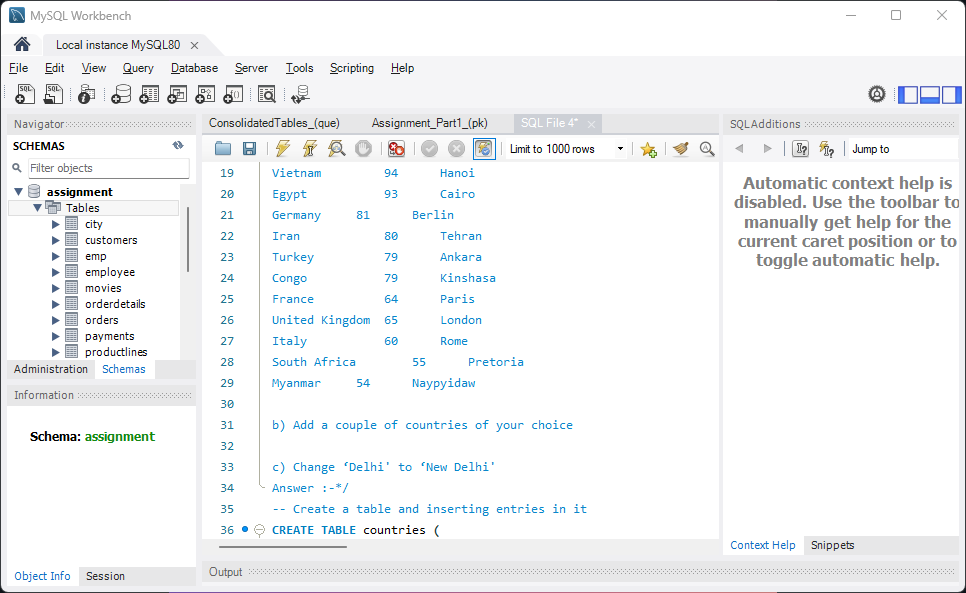 MySQL Workbench
Local instance MySQL80
File Edit View Query Database Server Tools Scripting Help
Navigator
SCHEMAS
Filter objects
assignment
Tables
city
customers
emp
employee
movies
orderdetails
orders
payments
productlines
Administration Schemas
Information
Schema: assignment
Object Info Session
ConsolidatedTables_(que) Assignment_Part1_(pk) SQL File 4*
Limit to 1000 rows
19 Vietnam 94 Hanoi
20 Egypt 93 Cairo
21 Germany 81 Berlin
22 Iran 80 Tehran
23 Turkey 79 Ankara
24 Congo 79 Kinshasa
25 France 64 Paris
26 United Kingdom 65 London
27 Italy 60 Rome
28 South Africa 55 Pretoria
29 Myanmar 54 Naypyidaw
30
31 b) Add a couple of countries of your choice
32
33 c) Change ‘Delhi' to ‘New Delhi'
34 Answer :-*/
35 -- Create a table and inserting entries in it
36 CREATE TABLE countries (
Output
SQLAdditions
Jump to
Automatic context help is
disabled. Use the toolbar to
manually get help for the
current caret position or to
toggle automatic help.
Context Help Snippets